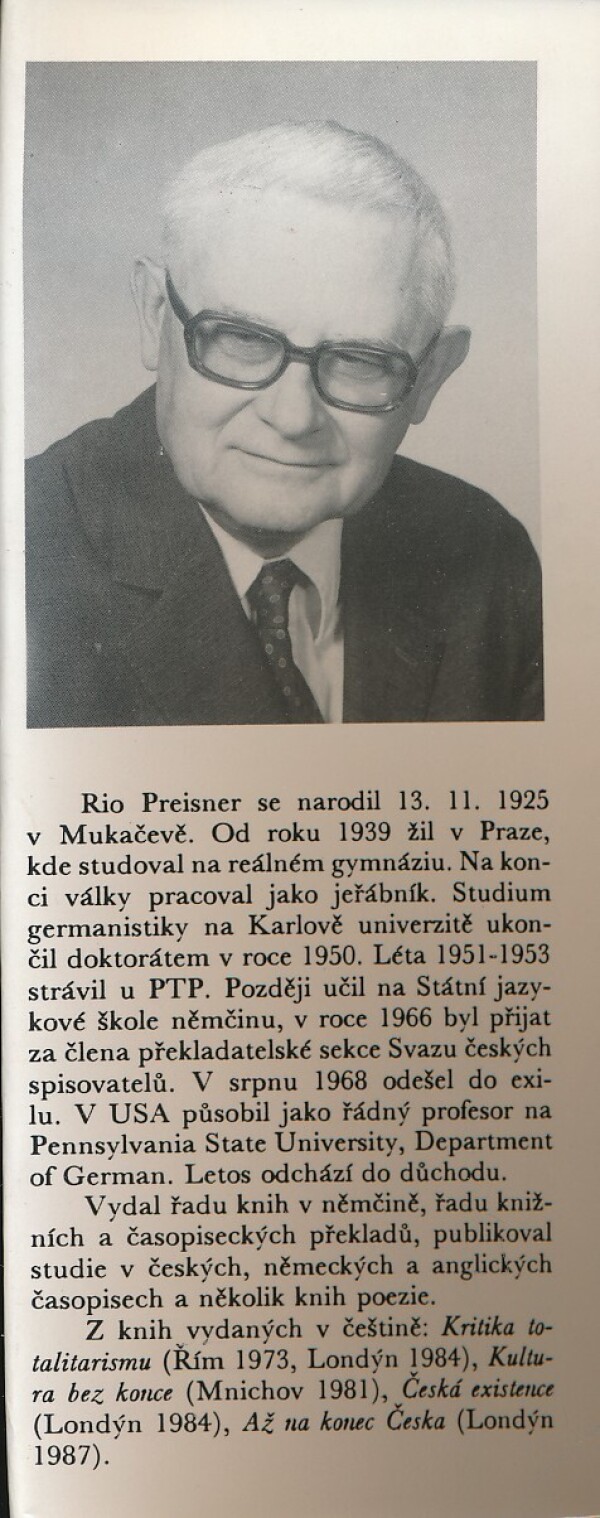 Rio Preisner se narodil 13. 11. 1925
v Mukačevě. Od roku 1939 žil v Praze,
kde studoval na reálném gymnáziu. Na kon-
ci války pracoval jako jeřábník. Studium
germanistiky na Karlově univerzitě ukon-
čil doktorátem v roce 1950. Léta 1951-1953
strávil u PTP. Později učil na Státní jazy-
kové škole němčinu, v roce 1966 byl přijat
za člena překladatelské sekce Svazu českých
spisovatelů. V srpnu 1968 odešel do exi-
lu. V USA působil jako řádný profesor na
Pennsylvania State University, Department
of German. Letos odchází do důchodu.
Vydal řadu knih v němčině, řadu kniž-
ních a časopiseckých překladů, publikoval
studie v českých, německých a anglických
časopisech a několik knih poezie.
Z knih vydaných v češtině: Kritika to-
talitarismu (Řím 1973, Londýn 1984), Kultu-
ra bez konce (Mnichov 1981), Česká existence
(Londýn 1984), Až na konec Česka (Londýn
1987).